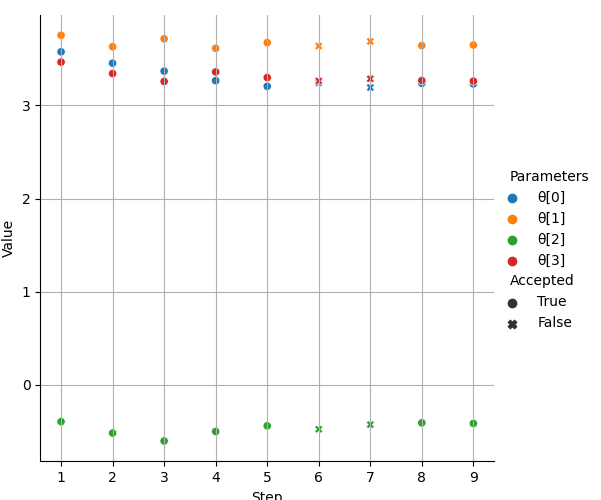 3
2
1
0
Value
1 2 3 4 5 6 7 8 9
Step
Parameters
θ[0]
θ[1]
θ[2]
θ[3]
Accepted
True
False